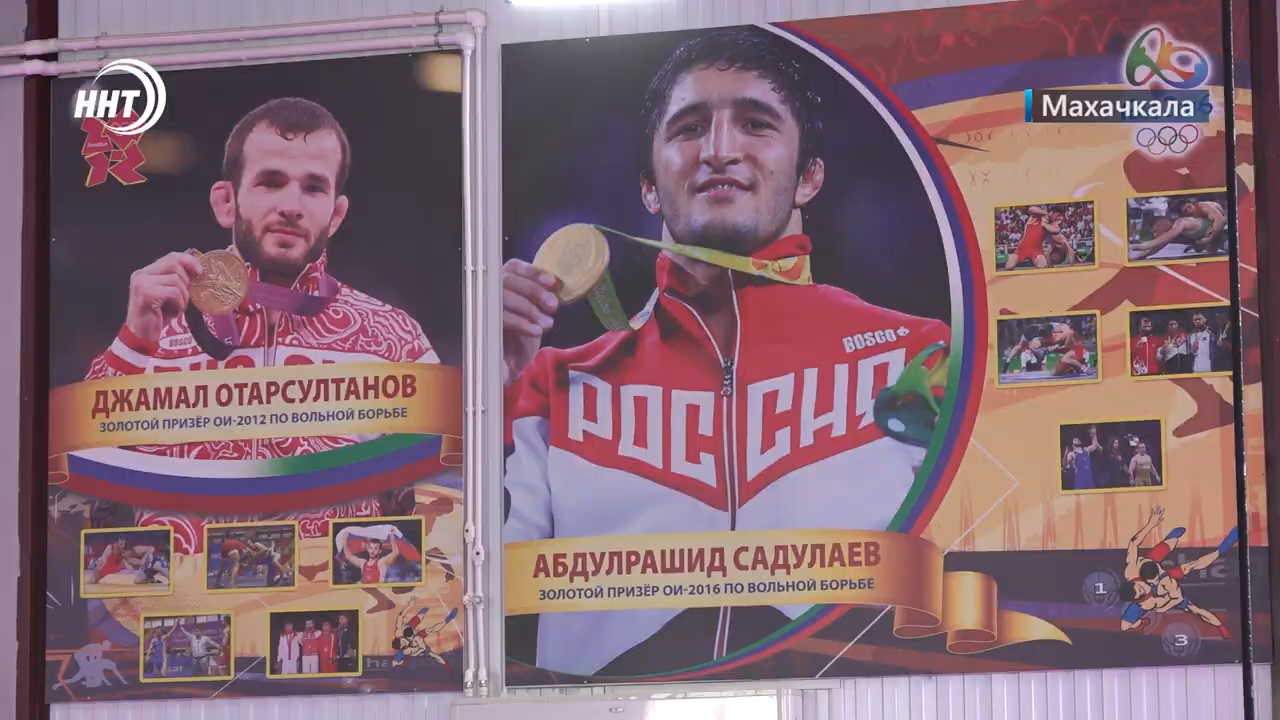 ННТ
Махачкала
BOSCO
ДЖАМАЛ ОТАРСУЛТАНОВ
ЗОЛОТОЙ ПРИЗЁР ОИ-2012 ПО ВОЛЬНОЙ БОРЬБЕ
BOSCO
РОССИЯ
АБДУЛРАШИД САДУЛАЕВ
ЗОЛОТОЙ ПРИЗЁР ОИ-2016 ПО ВОЛЬНОЙ БОРЬБЕ
1
3